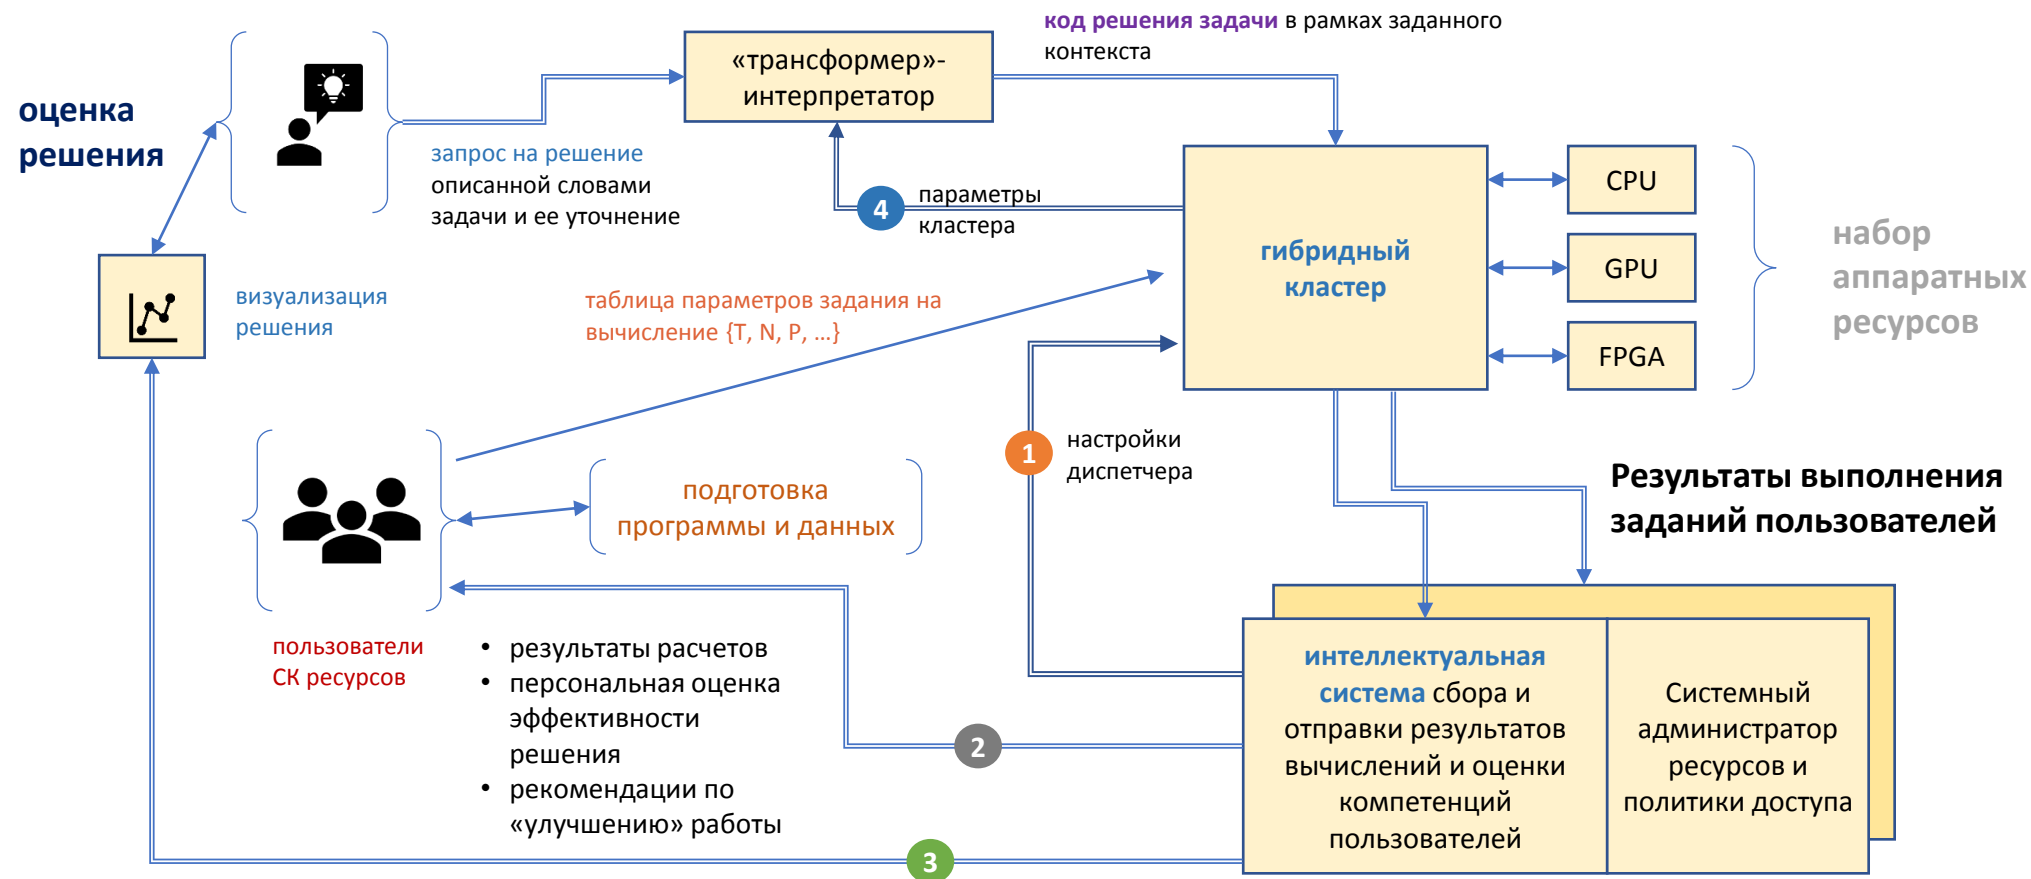 код решения задачи в рамках заданного
контекста
«трансформер»-
интерпретатор
оценка
решения
запрос на решение
описанной словами
задачи и ее уточнение
4
параметры
кластера
CPU
GPU
FPGA
набор
аппаратных
ресурсов
гибридный
кластер
визуализация
решения
таблица параметров задания на
вычисление {T, N, P, …}
1
настройки
диспетчера
подготовка
программы и данных
Результаты выполнения
заданий пользователей
пользователи
СК ресурсов
• результаты расчетов
• персональная оценка
эффективности
решения
• рекомендации по
«улучшению» работы
2
3
интеллектуальная
система сбора и
отправки результатов
вычислений и оценки
компетенций
пользователей
Системный
администратор
ресурсов и
политики доступа